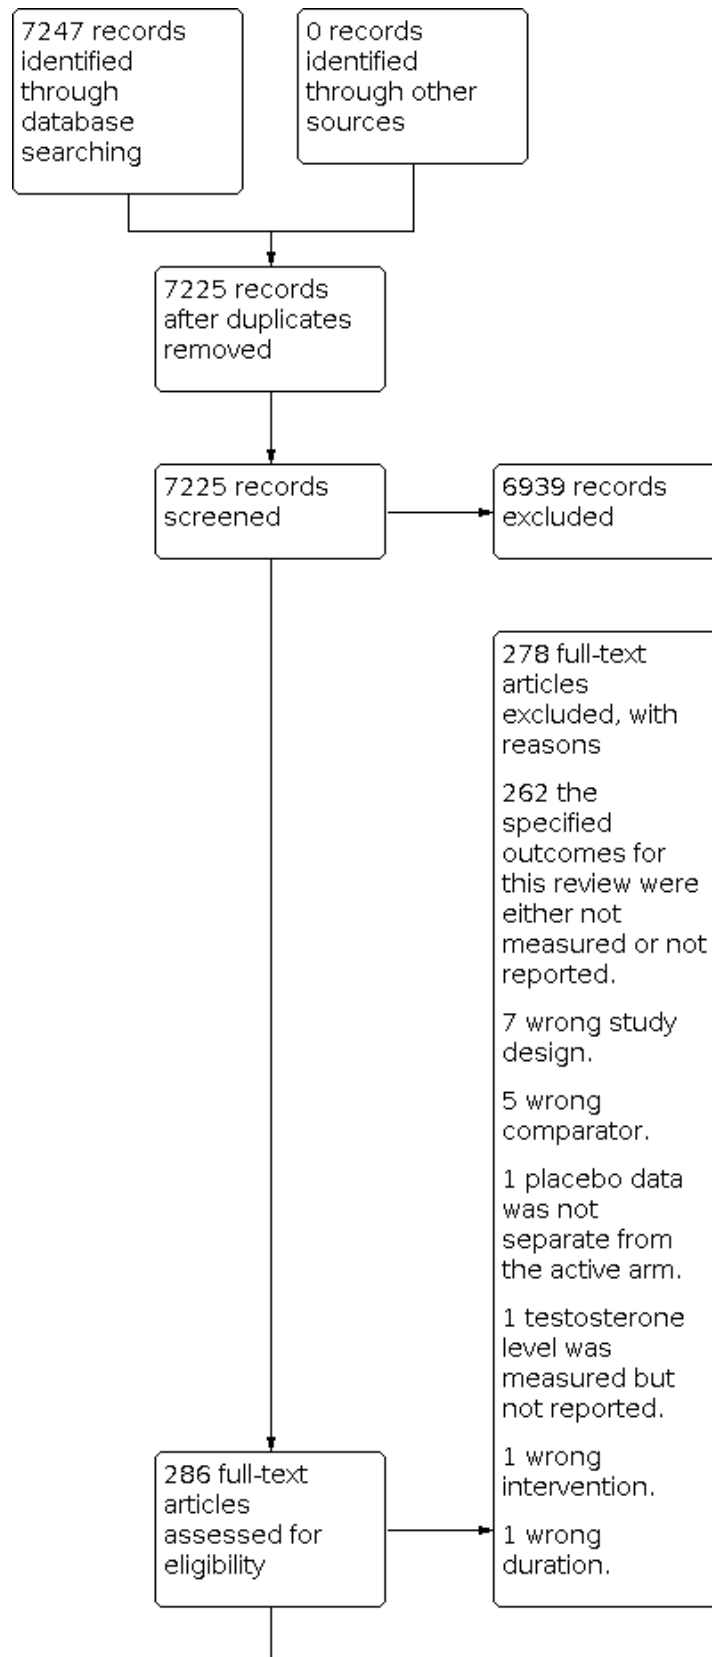 7247 records
identified
through
database
searching
0 records
identified
through other
sources
7225 records
after duplicates
removed
7225 records
screened
6939 records
excluded
278 full-text
articles
excluded, with
reasons
262 the
specified
outcomes for
this review were
either not
measured or not
reported.
7 wrong study
design.
5 wrong
comparator.
1 placebo data
was not
separate from
the active arm.
1 testosterone
level was
measured but
not reported.
1 wrong
intervention.
1 wrong
duration.
286 full-text
articles
assessed for
eligibility